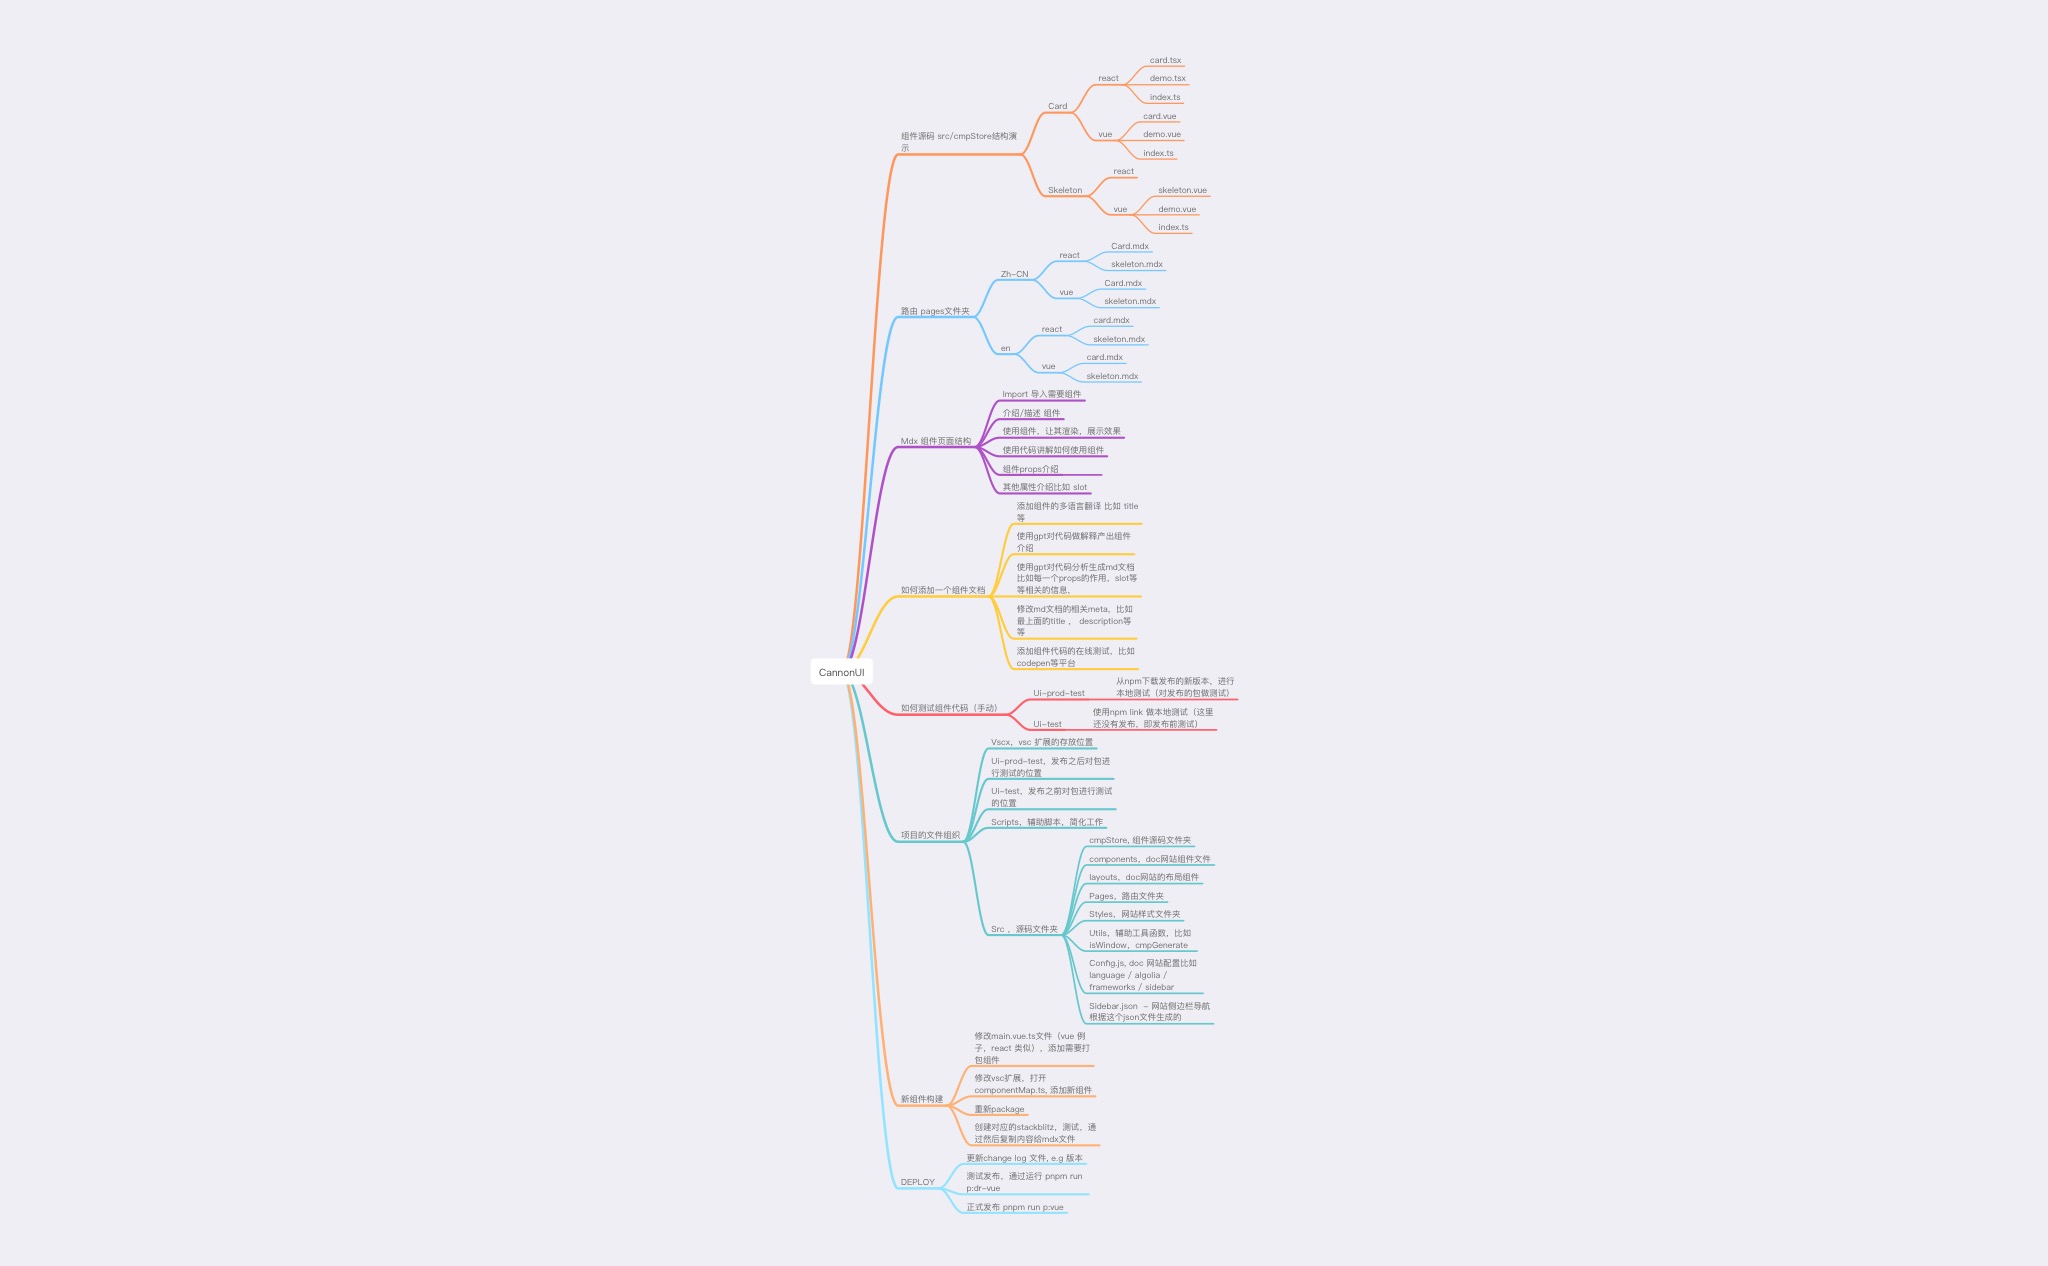 CannonUI
组件源码 src/cmpStore结构演
示
Card
react
card.tsx
demo.tsx
index.ts
vue
card.vue
demo.vue
index.ts
Skeleton
react
vue
skeleton.vue
demo.vue
index.ts
路由 pages文件夹
Zh-CN
react
Card.mdx
skeleton.mdx
vue
Card.mdx
skeleton.mdx
en
react
card.mdx
skeleton.mdx
vue
card.mdx
skeleton.mdx
Mdx 组件页面结构
Import 导入需要组件
介绍/描述 组件
使用组件，让其渲染，展示效果
使用代码讲解如何使用组件
组件props介绍
其他属性介绍比如 slot
如何添加一个组件文档
添加组件的多语言翻译 比如 title
等
使用gpt对代码做解释产出组件
介绍
使用gpt对代码分析生成md文档
比如每一个props的作用，slot等
等相关的信息，
修改md文档的相关meta，比如
最上面的title ， description等
等
添加组件代码的在线测试，比如
codepen等平台
如何测试组件代码（手动）
Ui-prod-test
从npm下载发布的新版本，进行
本地测试（对发布的包做测试）
Ui-test
使用npm link 做本地测试（这里
还没有发布，即发布前测试）
项目的文件组织
Vscx，vsc 扩展的存放位置
Ui-prod-test，发布之后对包进
行测试的位置
Ui-test，发布之前对包进行测试
的位置
Scripts，辅助脚本，简化工作
Src ，源码文件夹
cmpStore, 组件源码文件夹
components，doc网站组件文件
layouts，doc网站的布局组件
Pages，路由文件夹
Styles，网站样式文件夹
Utils，辅助工具函数，比如
isWindow，cmpGenerate
Config.js, doc 网站配置比如
language / algolia /
frameworks / sidebar
Sidebar.json - 网站侧边栏导航
根据这个json文件生成的
新组件构建
修改main.vue.ts文件（vue 例
子，react 类似），添加需要打
包组件
修改vsc扩展，打开
componentMap.ts, 添加新组件
重新package
创建对应的stackblitz，测试，通
过然后复制内容给mdx文件
DEPLOY
更新change log 文件, e.g 版本
测试发布，通过运行 pnpm run
p:dr-vue
正式发布 pnpm run p:vue